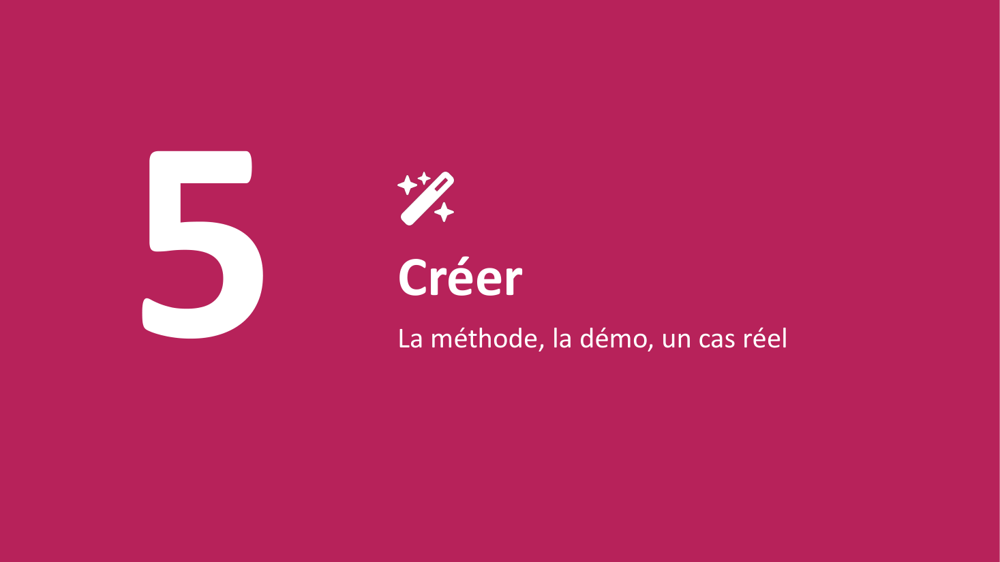 5
Créer
La méthode, la démo, un cas réel